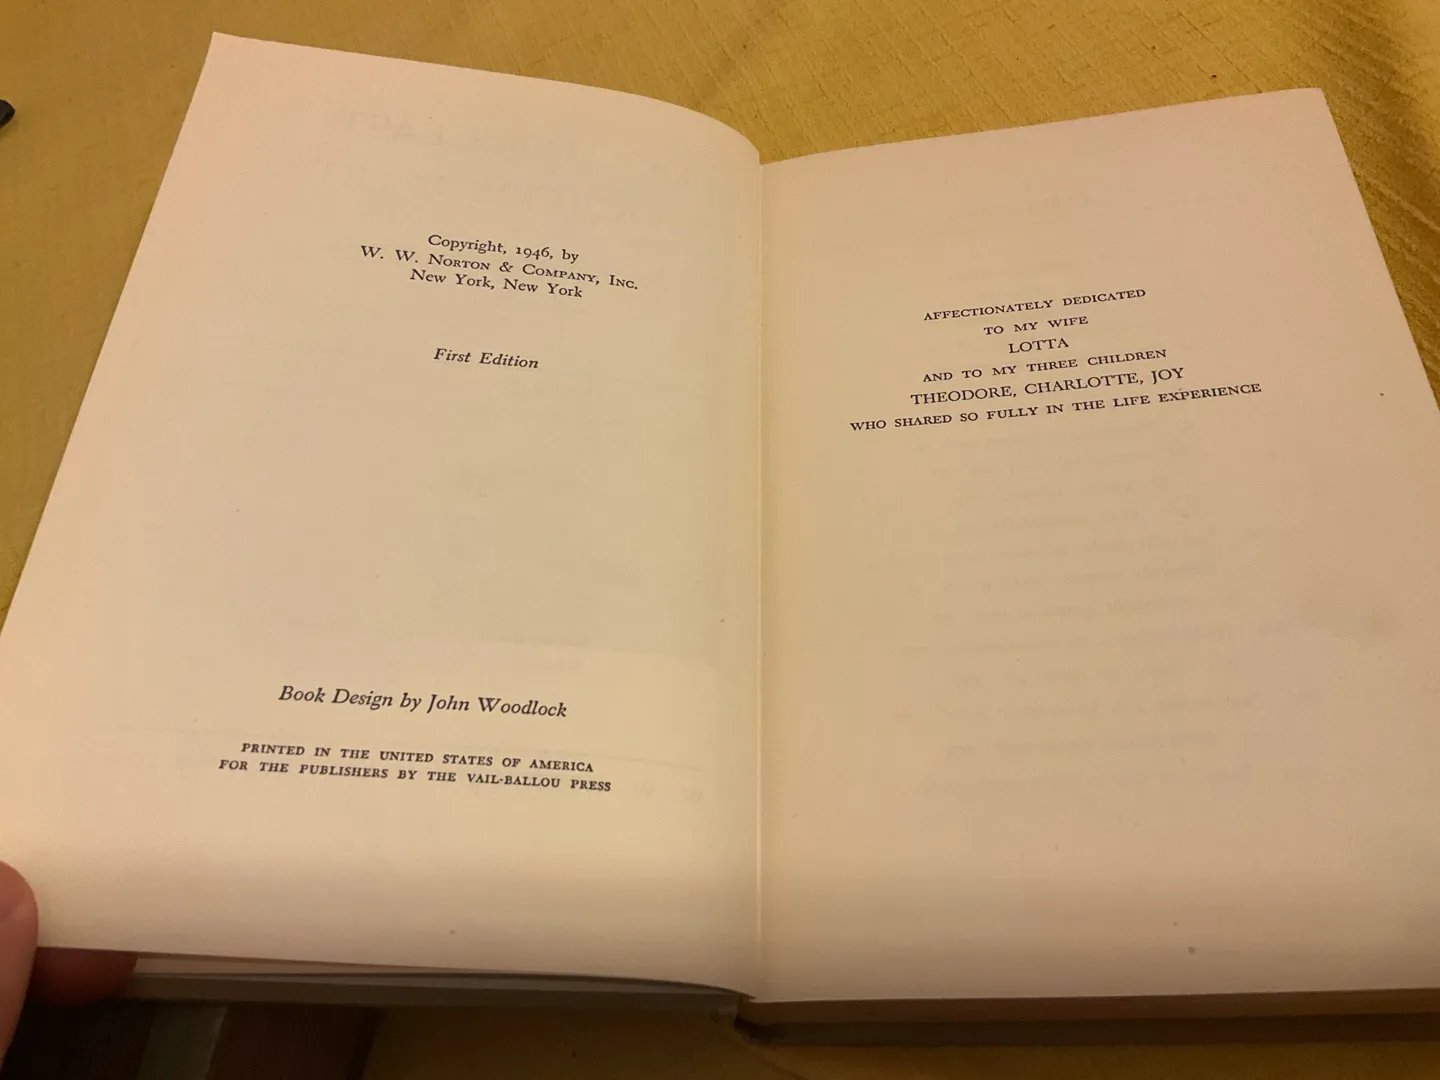 Copyright, 1946, by
W. W. NORTON & COMPANY, INC.
New York, New York
First Edition
Book Design by John Woodlock
PRINTED IN THE UNITED STATES OF AMERICA
FOR THE PUBLISHERS BY THE VAIL-BALLOU PRESS
AFFECTIONATELY DEDICATED
TO MY WIFE
LOTTA
AND TO MY THREE CHILDREN
THEODORE, CHARLOTTE, JOY
WHO SHARED SO FULLY IN THE LIFE EXPERIENCE